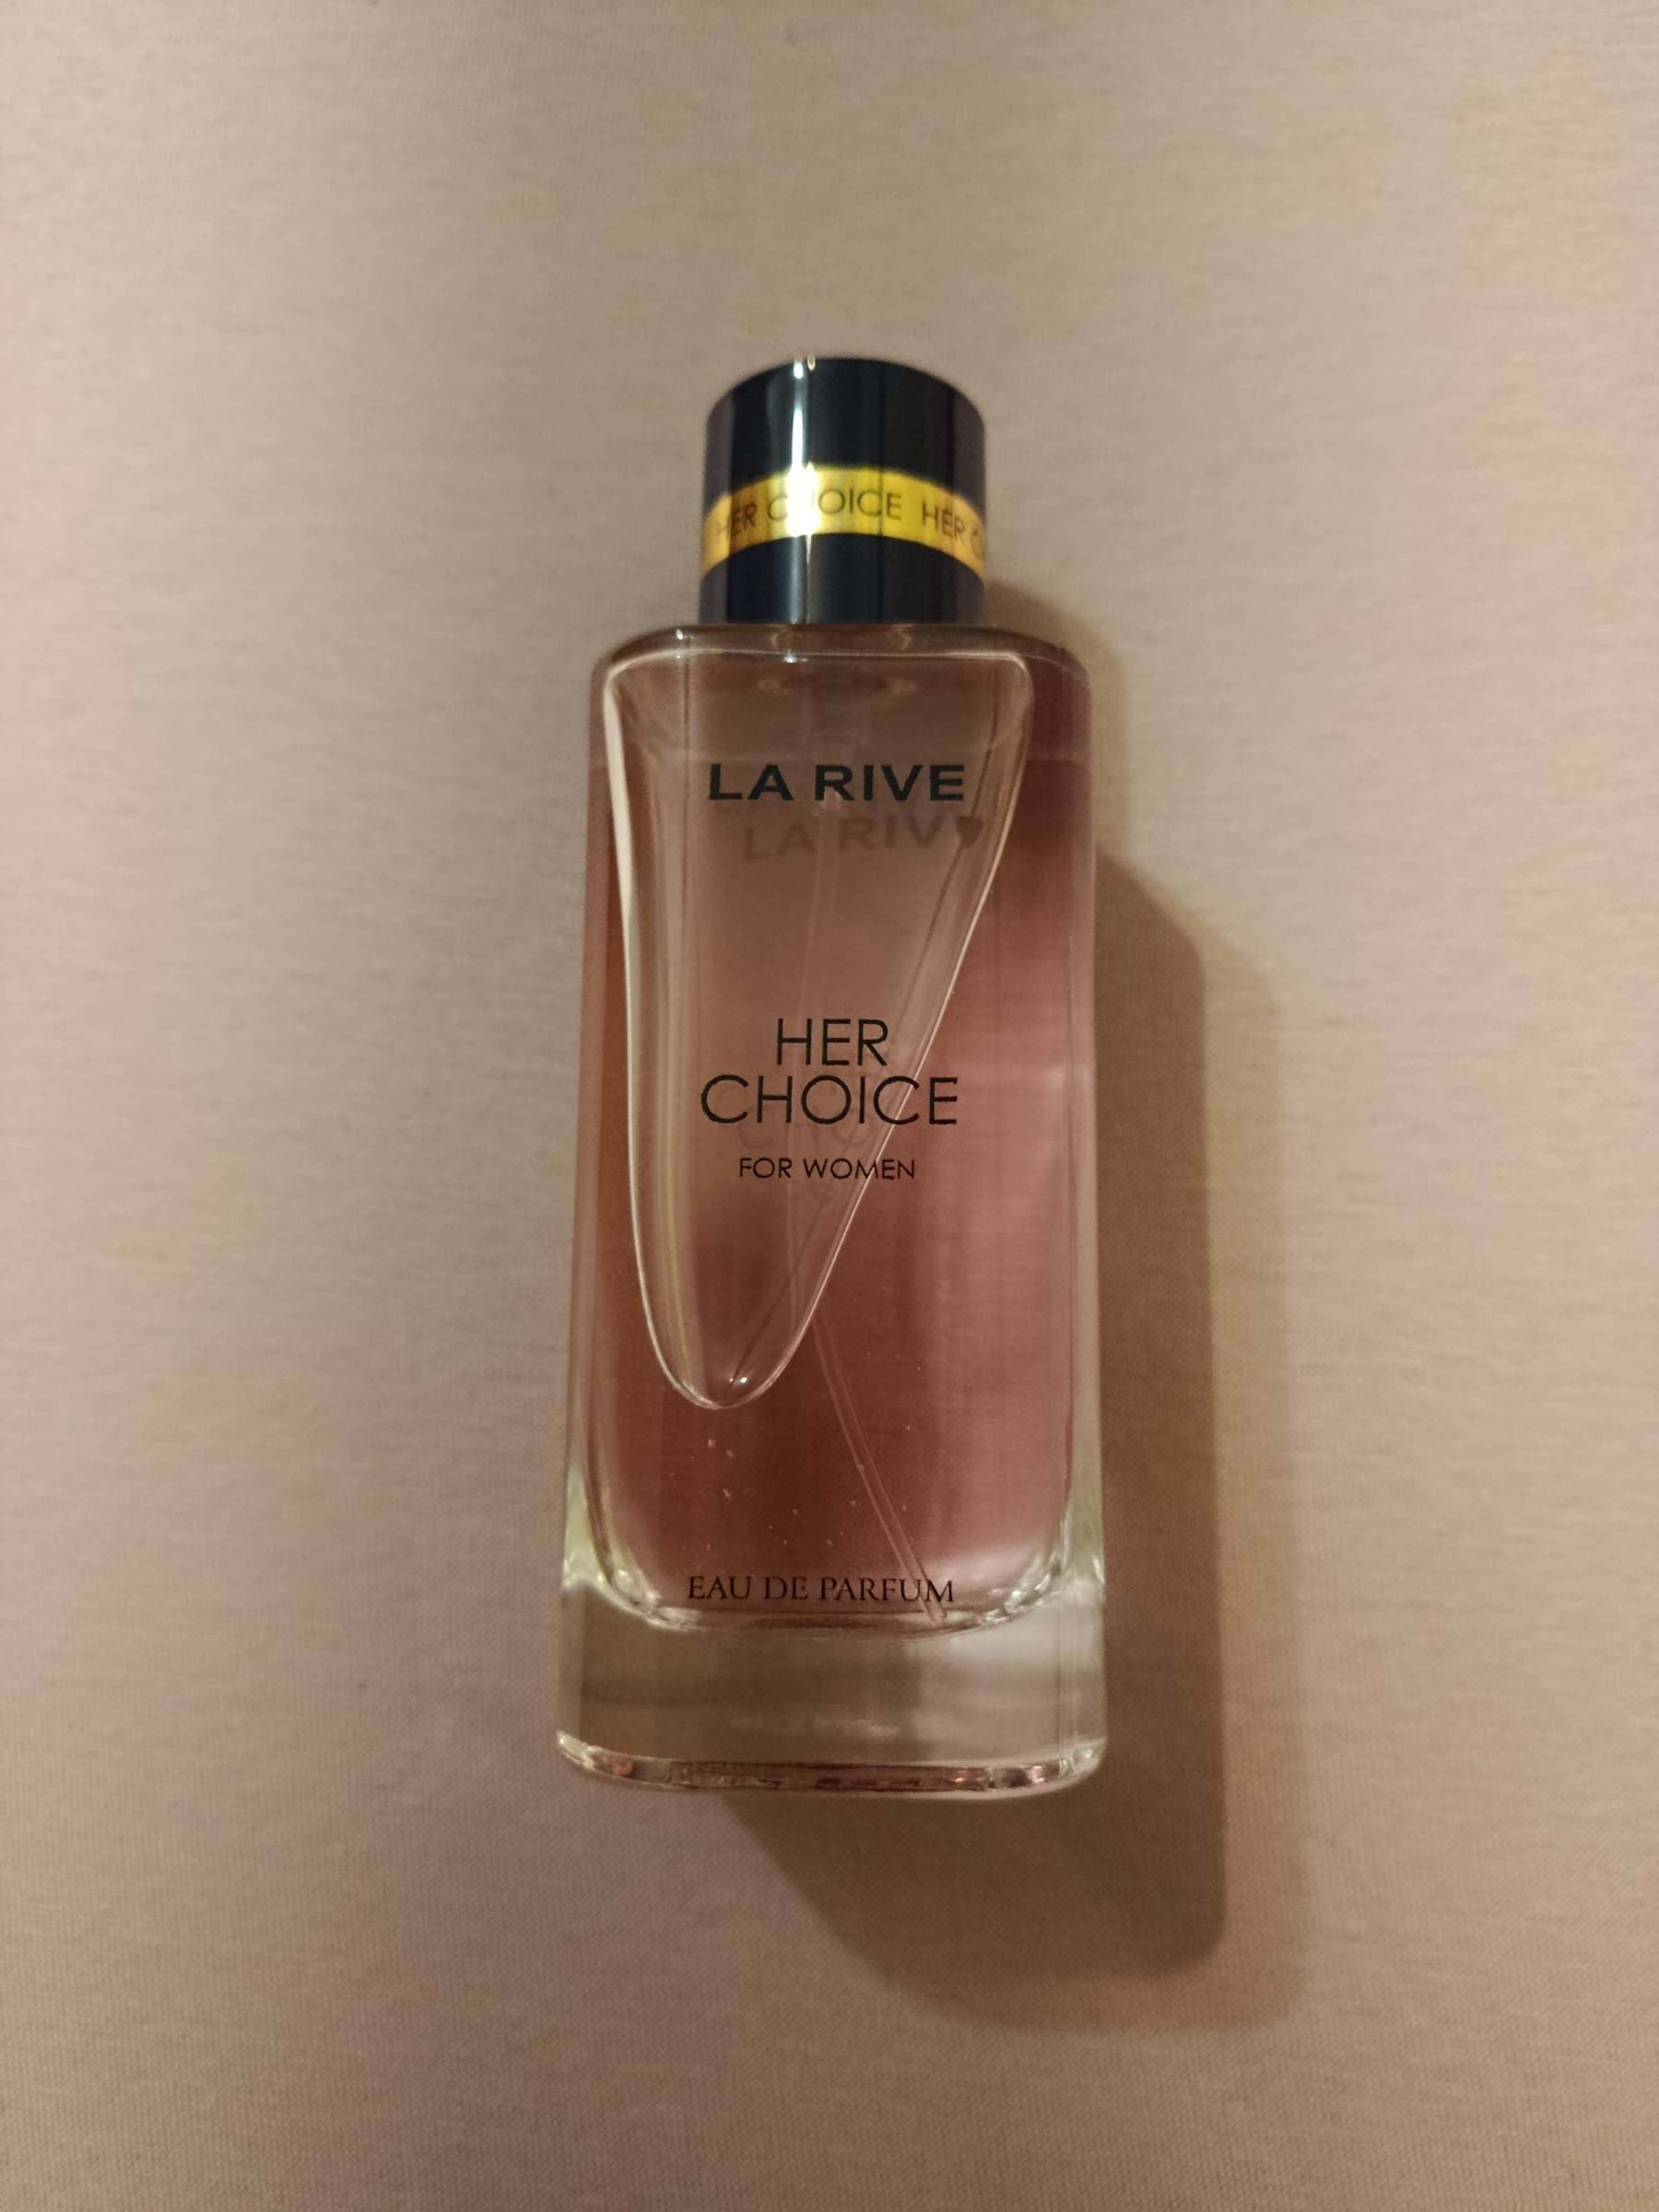 HER CHOICE HER
LA RIVE
HER
CHOICE
FOR WOMEN
EAU DE PARFUM